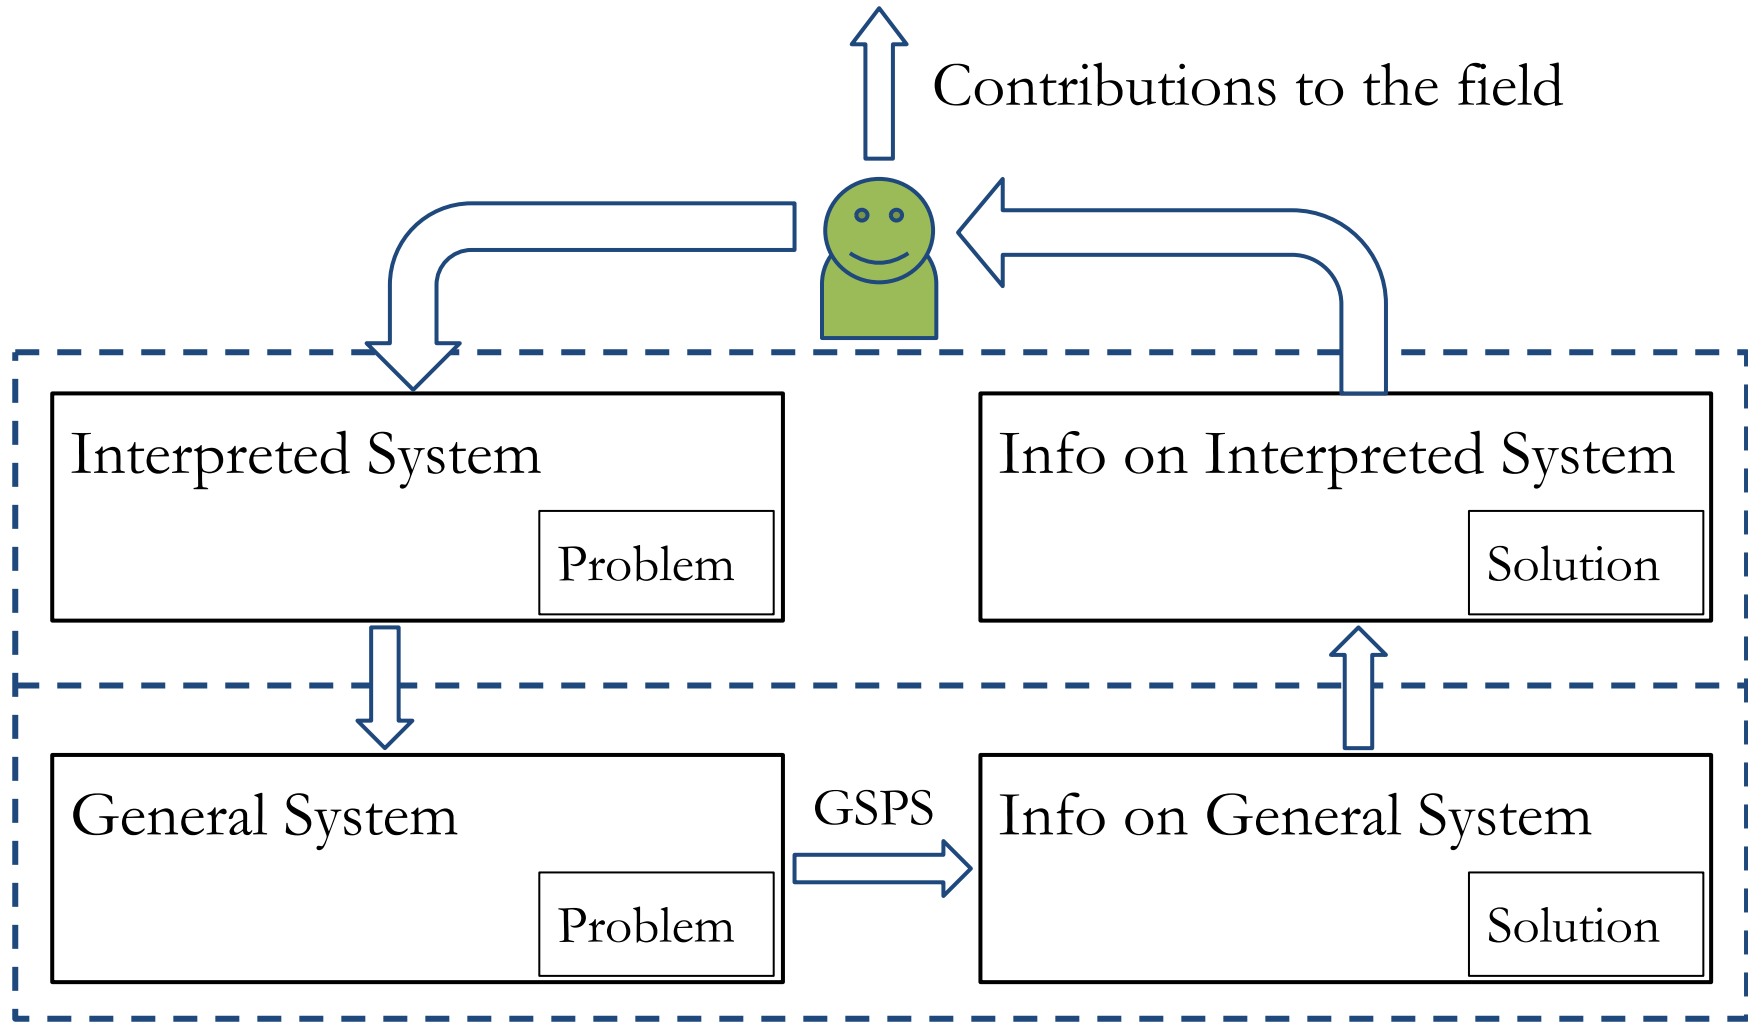 Contributions to the field
Interpreted System
Problem
Info on Interpreted System
Solution
General System
Problem
GSPS
Info on General System
Solution